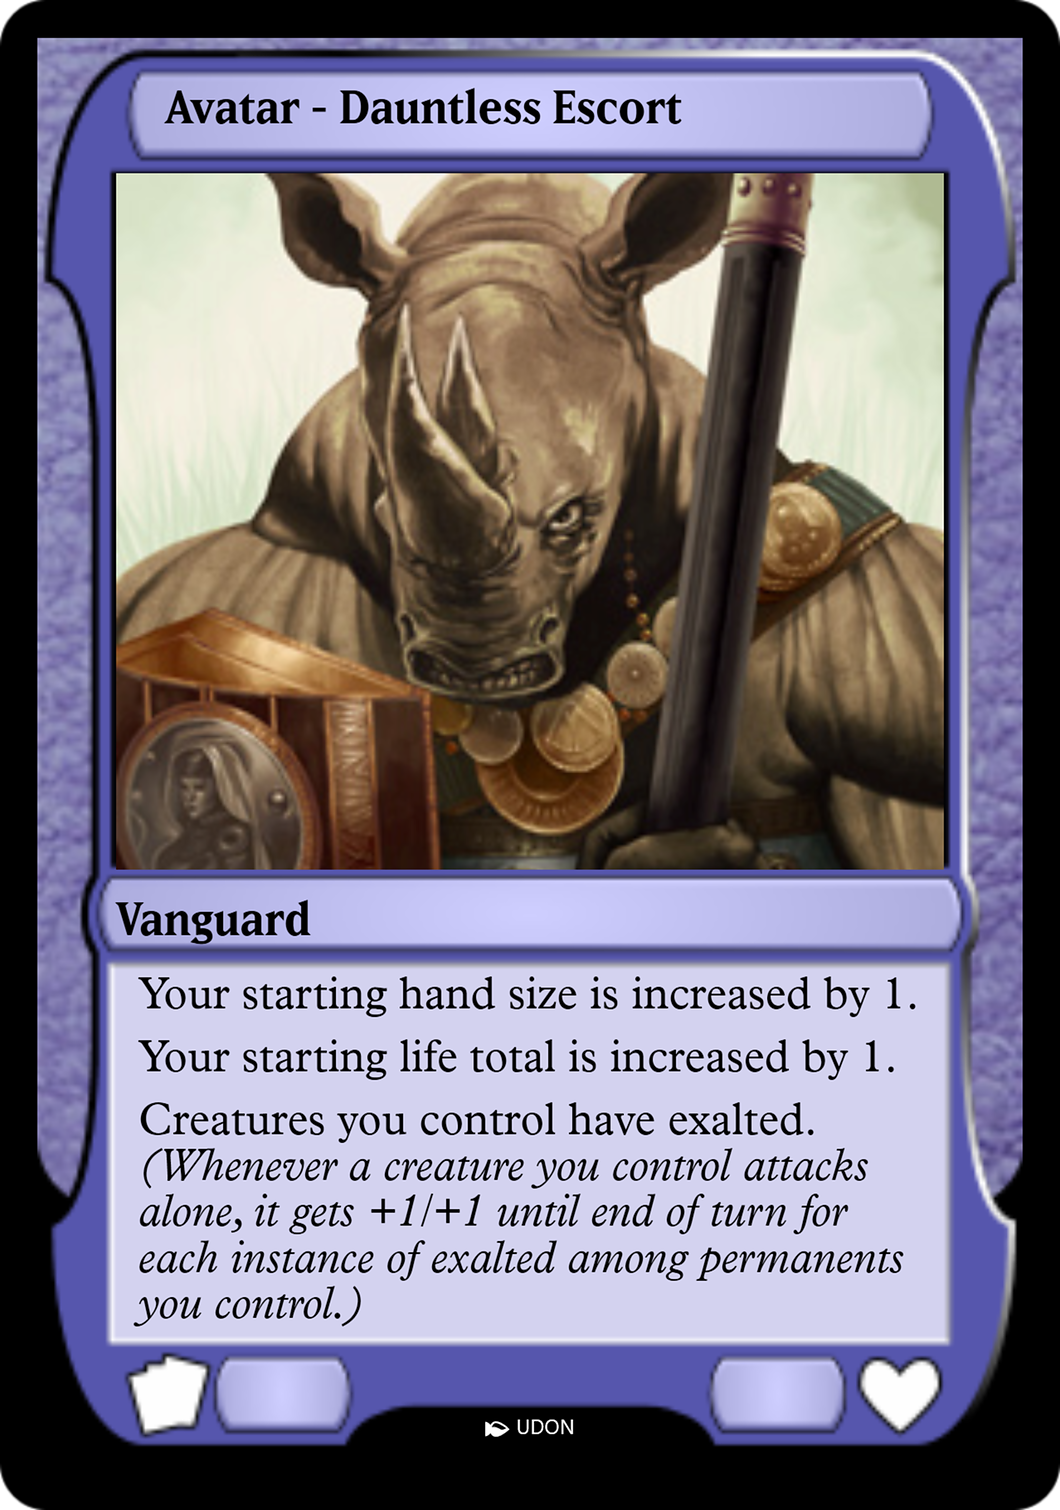 Avatar - Dauntless Escort
Vanguard
Your starting hand size is increased by 1.
Your starting life total is increased by 1.
Creatures you control have exalted.
(Whenever a creature you control attacks
alone, it gets +1/+1 until end of turn for
each instance of exalted among permanents
you control.)
UDON